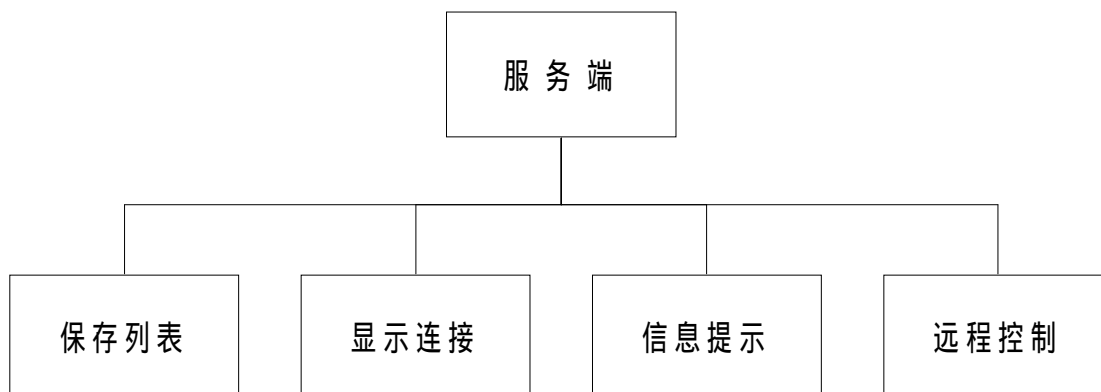 服务端
保存列表
显示连接
信息提示
远程控制